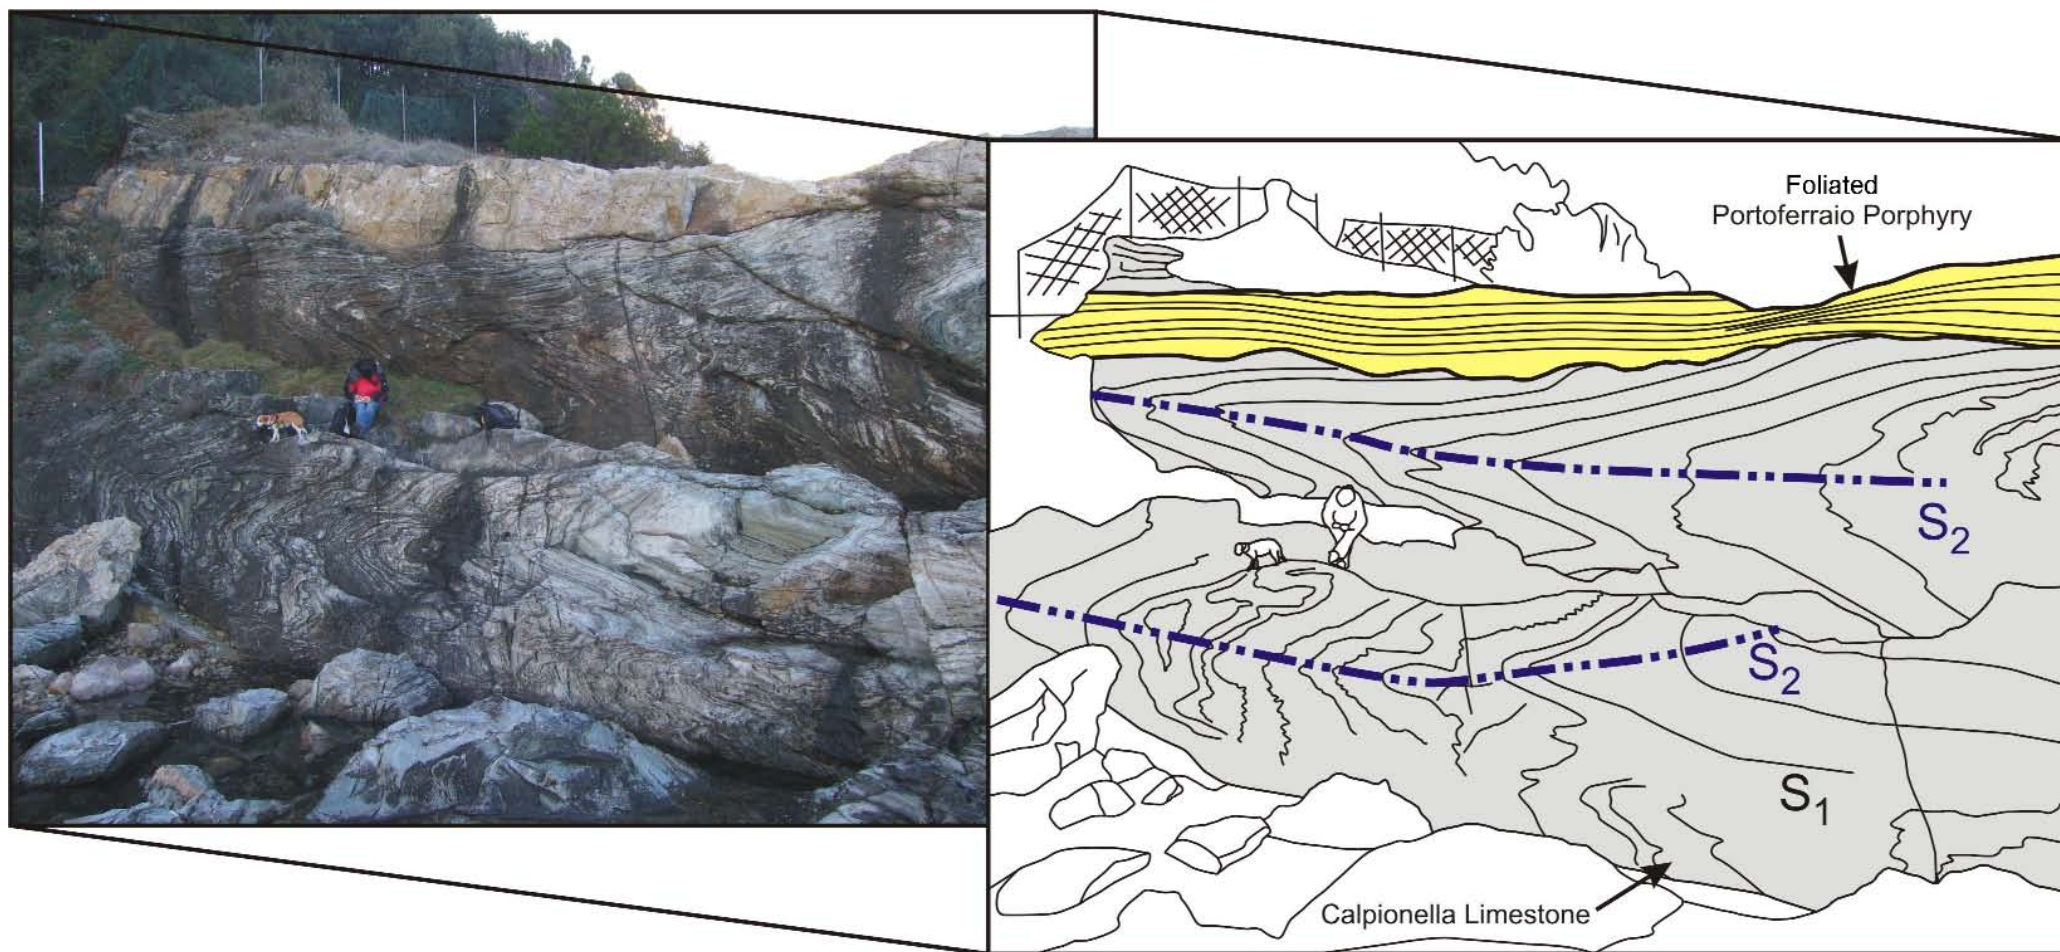 Foliated
Portoferraio Porphyry
S₂
S₂
S₁
Calpionella Limestone